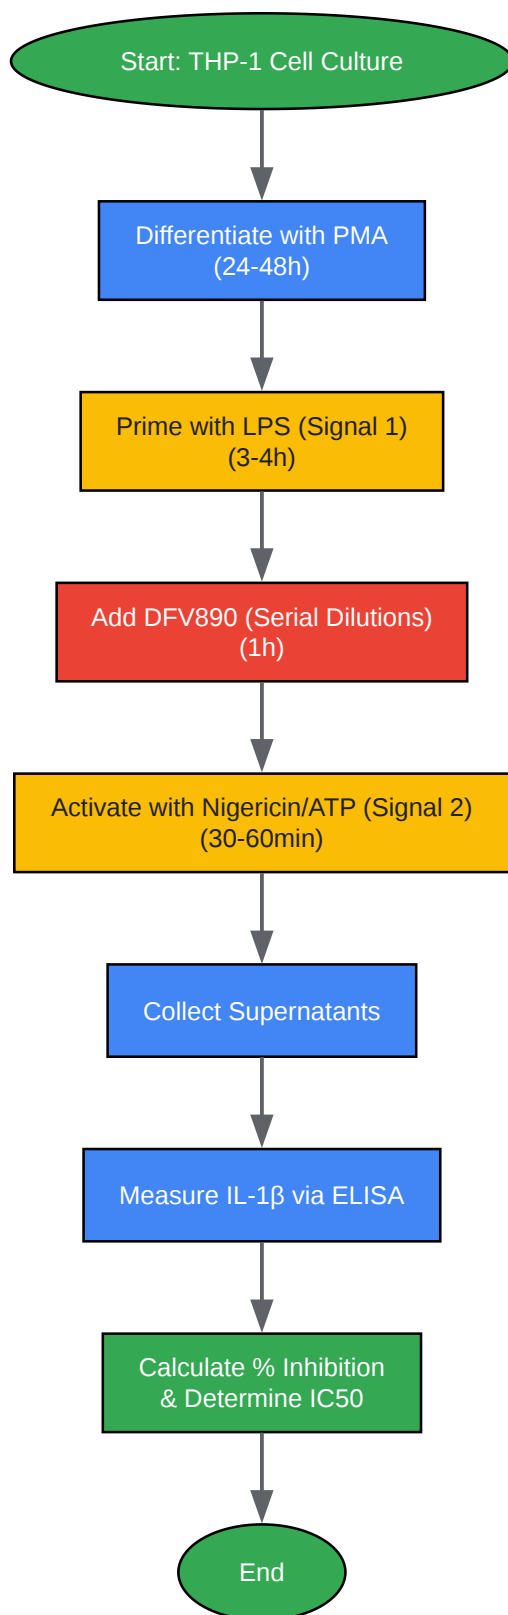 Start: THP-1 Cell Culture
Differentiate with PMA
(24-48h)
Prime with LPS (Signal 1)
(3-4h)
Add DFV890 (Serial Dilutions)
(1h)
Activate with Nigericin/ATP (Signal 2)
(30-60min)
Collect Supernatants
Measure IL-1β via ELISA
Calculate % Inhibition
& Determine IC50
End